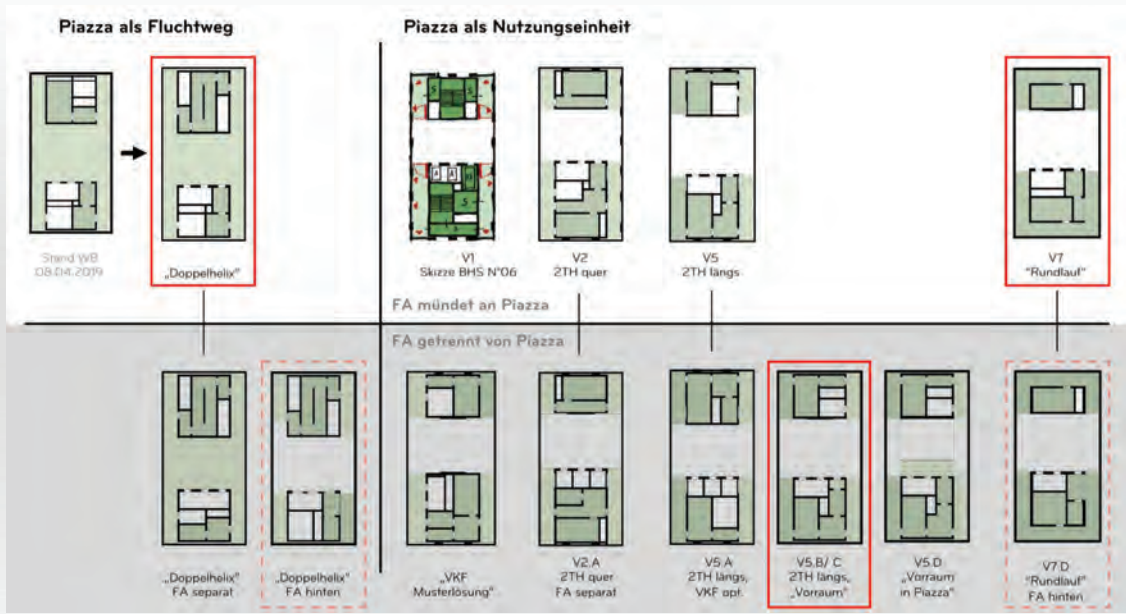 Piazza als Fluchtweg
Piazza als Nutzungseinheit
Stand WB
08.04.2019
„Doppelhelix"
V1
Skizze BHS N°06
V2
2TH quer
V5
2TH längs
V7
"Rundlauf"
FA mündet an Piazza
FA getrennt von Piazza
„Doppelhelix"
FA separat
„Doppelhelix"
FA hinten
„VKF
Musterlösung"
V2.A
2TH quer
FA separat
V5.A
2TH längs,
VKF opt.
V5.B/ C
2TH längs,
„Vorraum"
V5.D
„Vorraum
in Piazza"
V7.D
"Rundlauf"
FA hinten